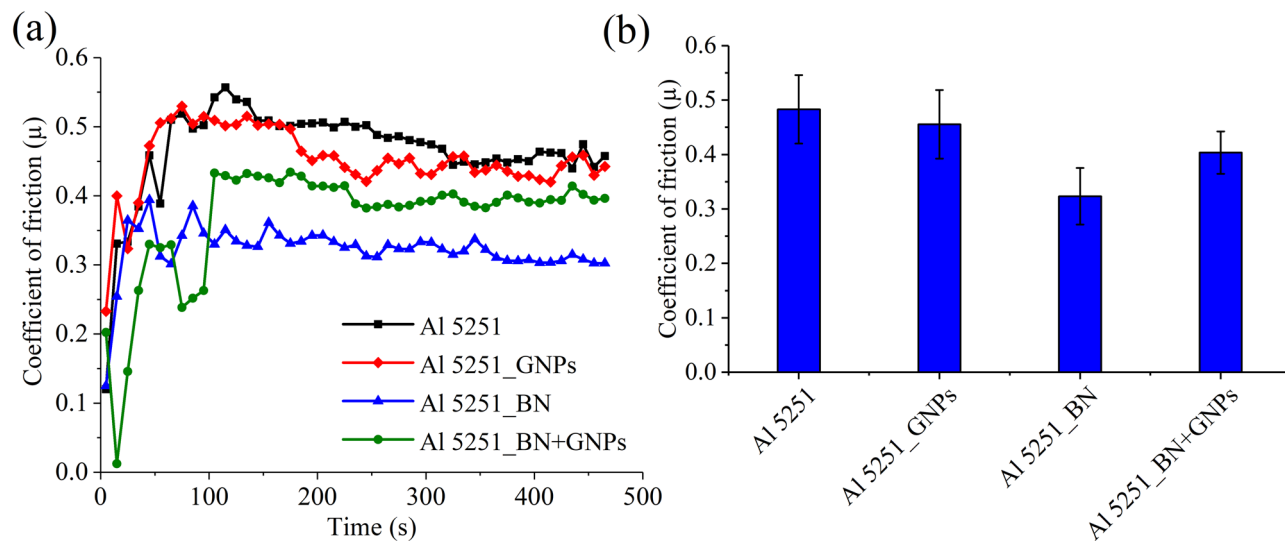 (a)
0.6
0.5
0.4
0.3
0.2
0.1
0.0
Coefficient of friction (μ)
0 100 200 300 400 500
Time (s)
Al 5251
Al 5251_GNPs
Al 5251_BN
Al 5251_BN+GNPs
(b)
0.6
0.5
0.4
0.3
0.2
0.1
0.0
Coefficient of friction (μ)
Al 5251
Al 5251_GNPs
Al 5251_BN
Al 5251_BN+GNPs